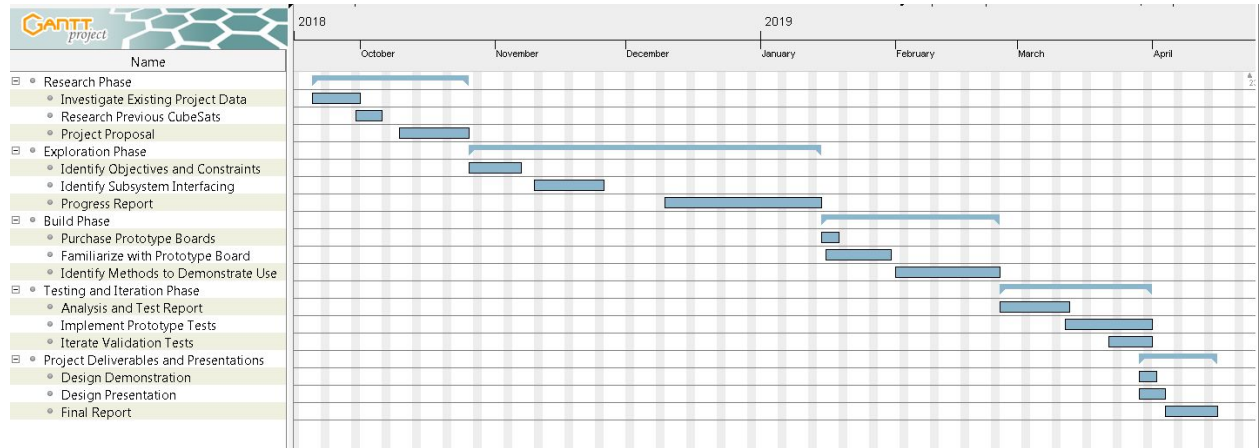 GANTT
project
2018
2019
October
November
December
January
February
March
April
Name
Research Phase
Investigate Existing Project Data
Research Previous CubeSats
Project Proposal
Exploration Phase
Identify Objectives and Constraints
Identify Subsystem Interfacing
Progress Report
Build Phase
Purchase Prototype Boards
Familiarize with Prototype Board
Identify Methods to Demonstrate Use
Testing and Iteration Phase
Analysis and Test Report
Implement Prototype Tests
Iterate Validation Tests
Project Deliverables and Presentations
Design Demonstration
Design Presentation
Final Report